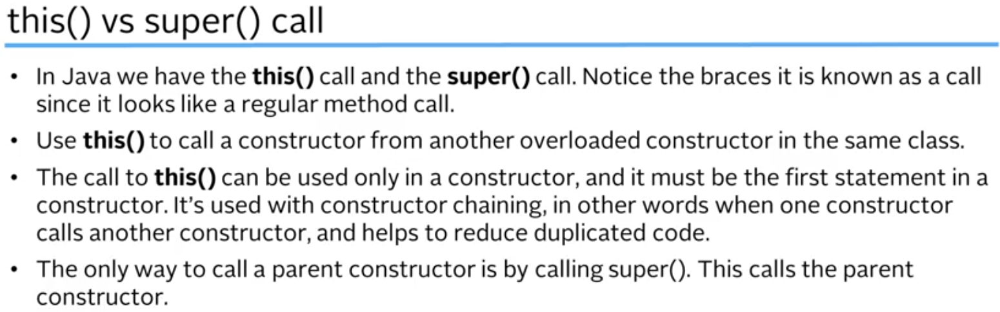 this() vs super() call
• In Java we have the this() call and the super() call. Notice the braces it is known as a call
since it looks like a regular method call.
• Use this() to call a constructor from another overloaded constructor in the same class.
• The call to this() can be used only in a constructor, and it must be the first statement in a
constructor. It's used with constructor chaining, in other words when one constructor
calls another constructor, and helps to reduce duplicated code.
• The only way to call a parent constructor is by calling super(). This calls the parent
constructor.